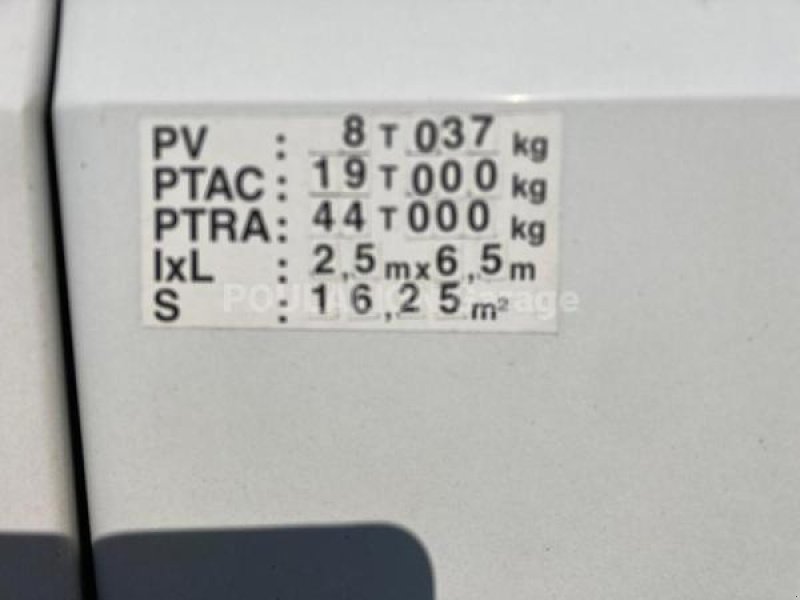 PV : 8 T 037 kg
PTAC : 19 T 000 kg
PTRA : 44 T 000 kg
lxL : 2,5 m x 6,5 m
S : 16,25 m²